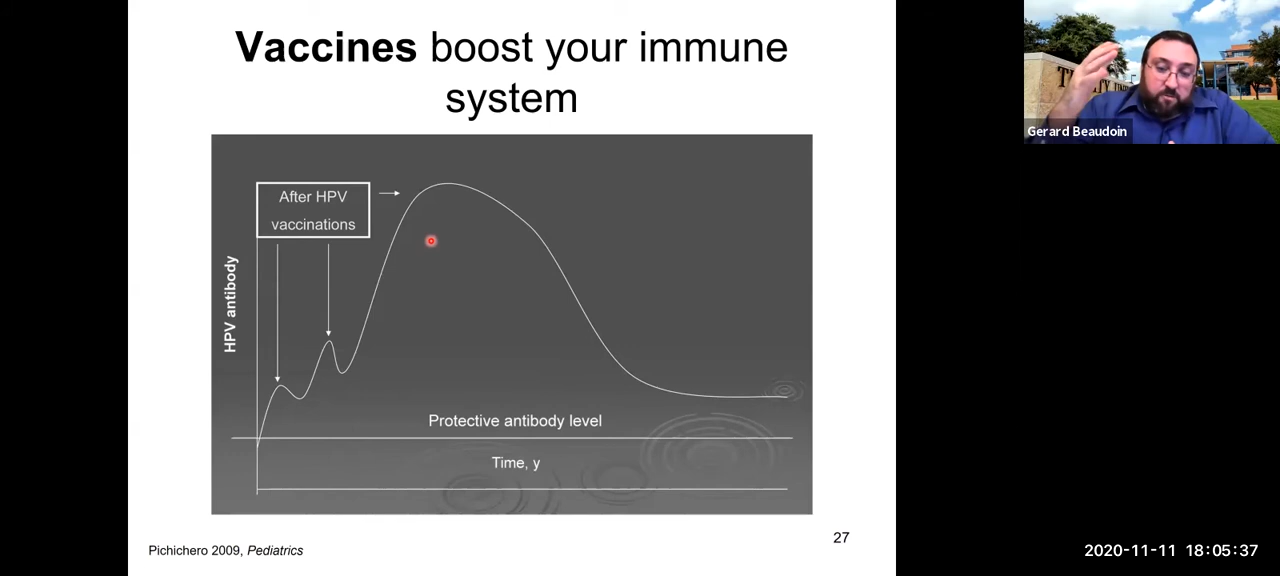 Vaccines boost your immune
system
After HPV
vaccinations
HPV antibody
Protective antibody level
Time, y
Pichichero 2009, Pediatrics
27
Gerard Beaudoin
2020-11-11 18:05:37